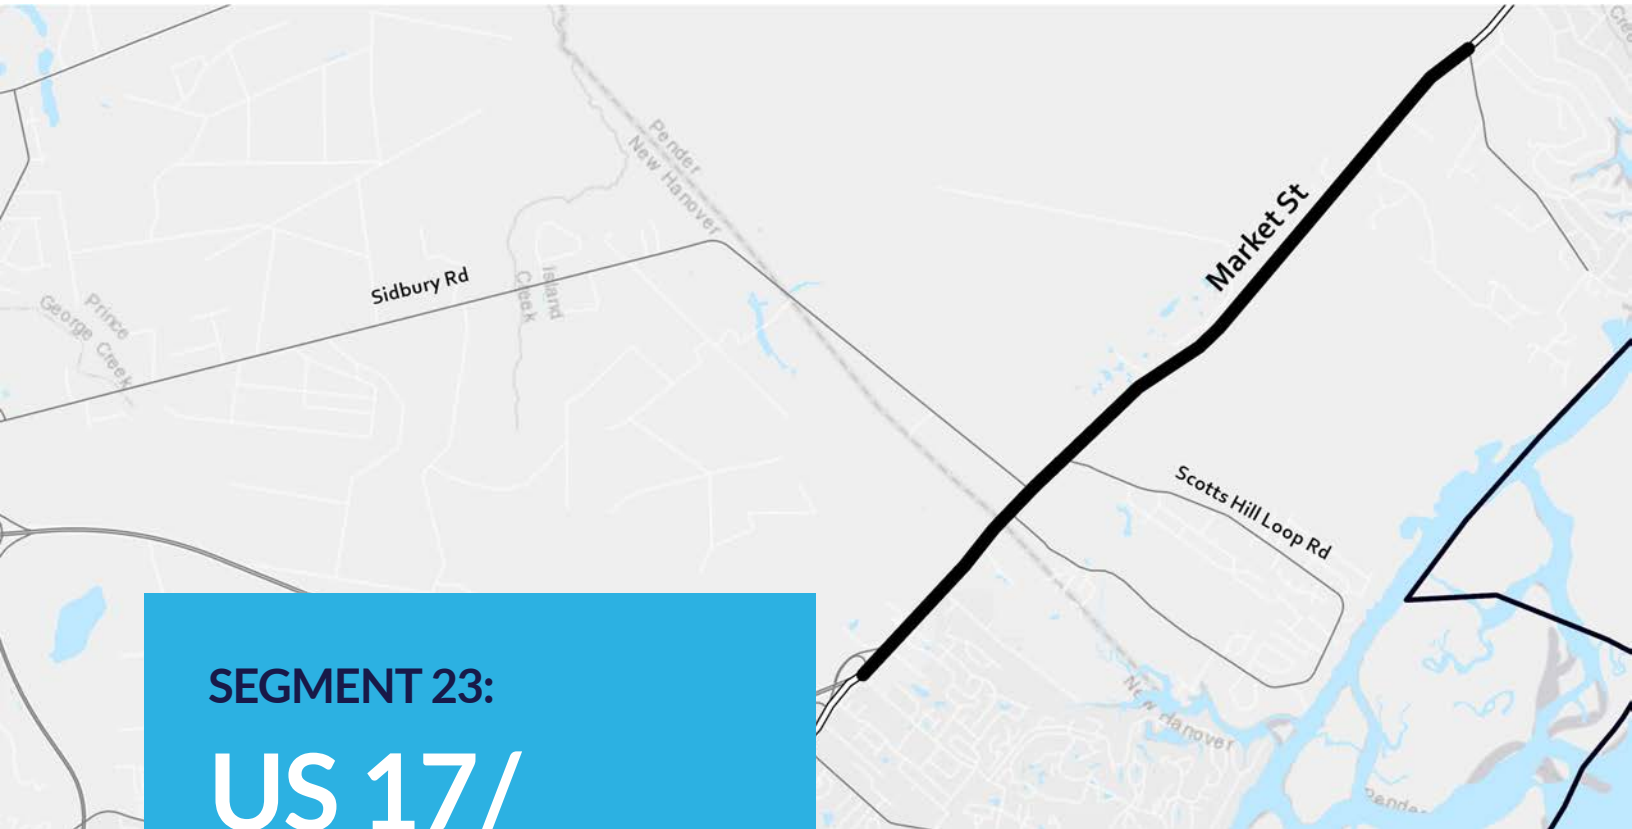 Pender
New Hanover
Market St
Sidbury Rd
Island
Creek
Prince
George Creek
Scotts Hill Loop Rd
New Hanover
Pender
SEGMENT 23:
US 17/